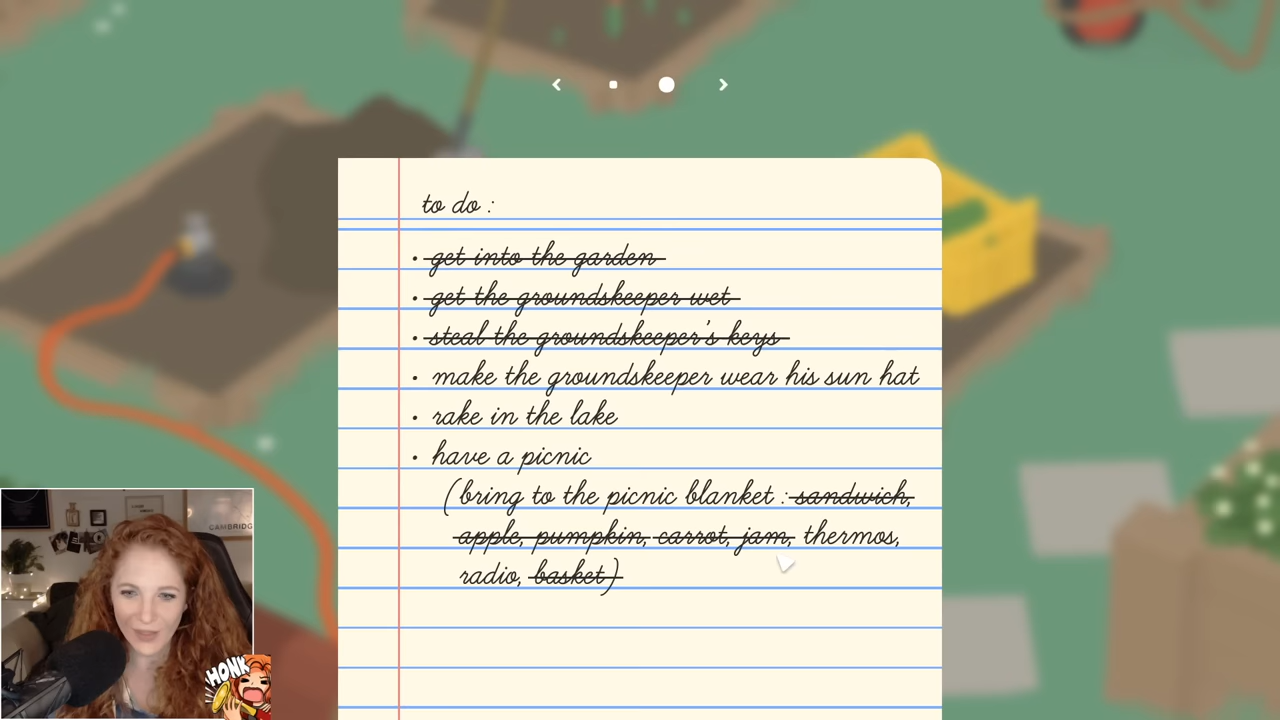 to do :
• get into the garden
• get the groundskeeper wet
• steal the groundskeeper's keys
• make the groundskeeper wear his sun hat
• rake in the lake
• have a picnic
(bring to the picnic blanket : sandwich,
apple, pumpkin, carrot, jam, thermos,
radio, basket)
CAMBRIDG
HONK